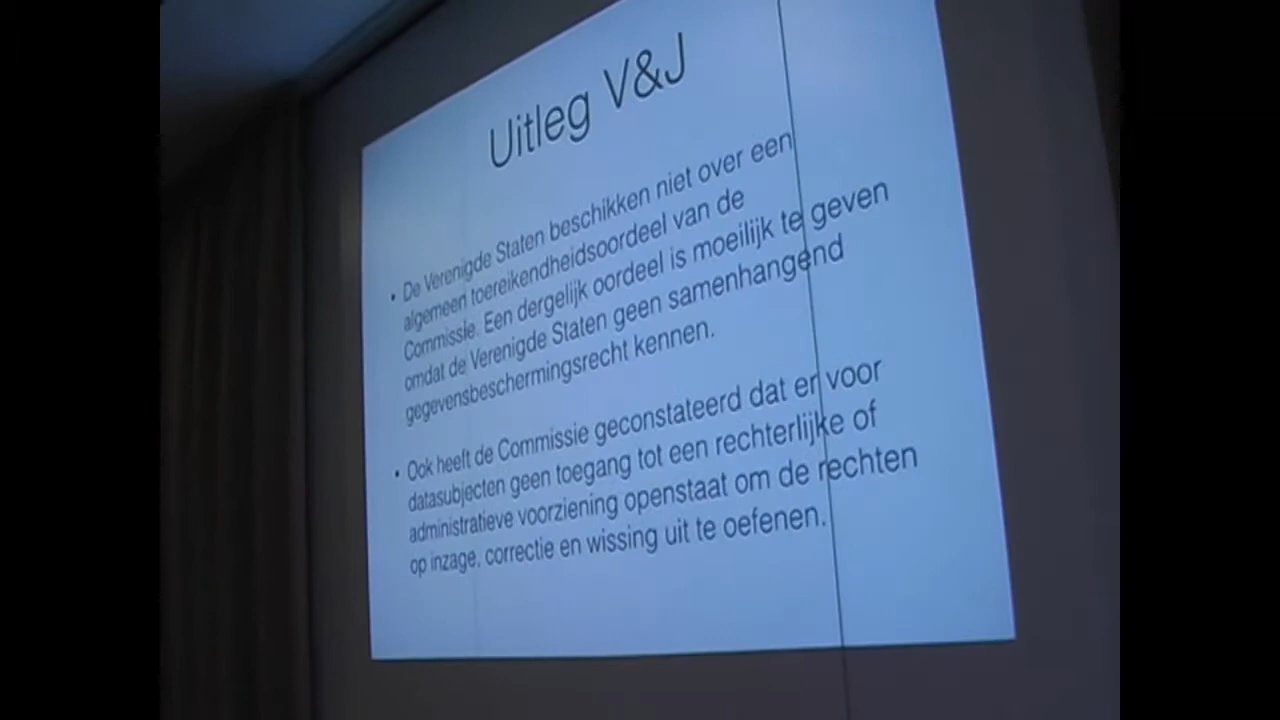 Uitleg V&J
• De Verenigde Staten beschikken niet over een
algemeen toereikendheidsoordeel van de
Commissie. Een dergelijk oordeel is moeilijk te geven
omdat de Verenigde Staten geen samenhangend
gegevensbeschermingsrecht kennen.
• Ook heeft de Commissie geconstateerd dat er voor
datasubjecten geen toegang tot een rechterlijke of
administratieve voorziening openstaat om de rechten
op inzage, correctie en wissing uit te oefenen.